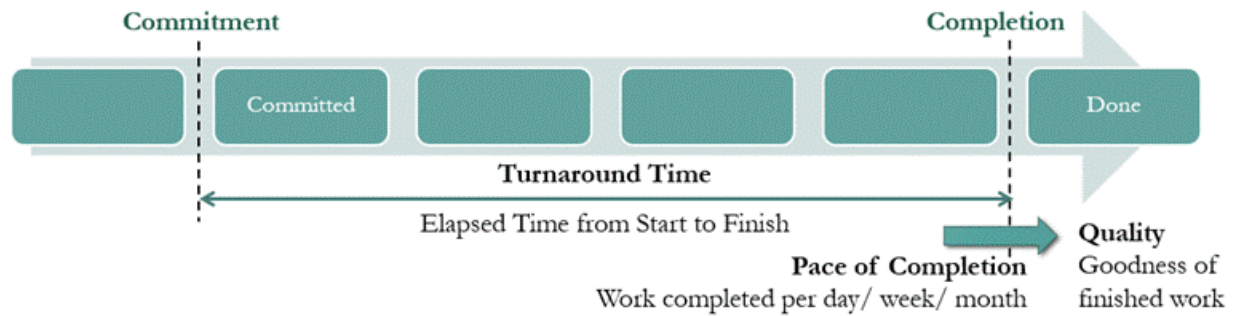 Commitment
Completion
Committed
Done
Turnaround Time
Elapsed Time from Start to Finish
Pace of Completion
Work completed per day/ week/ month
Quality
Goodness of
finished work